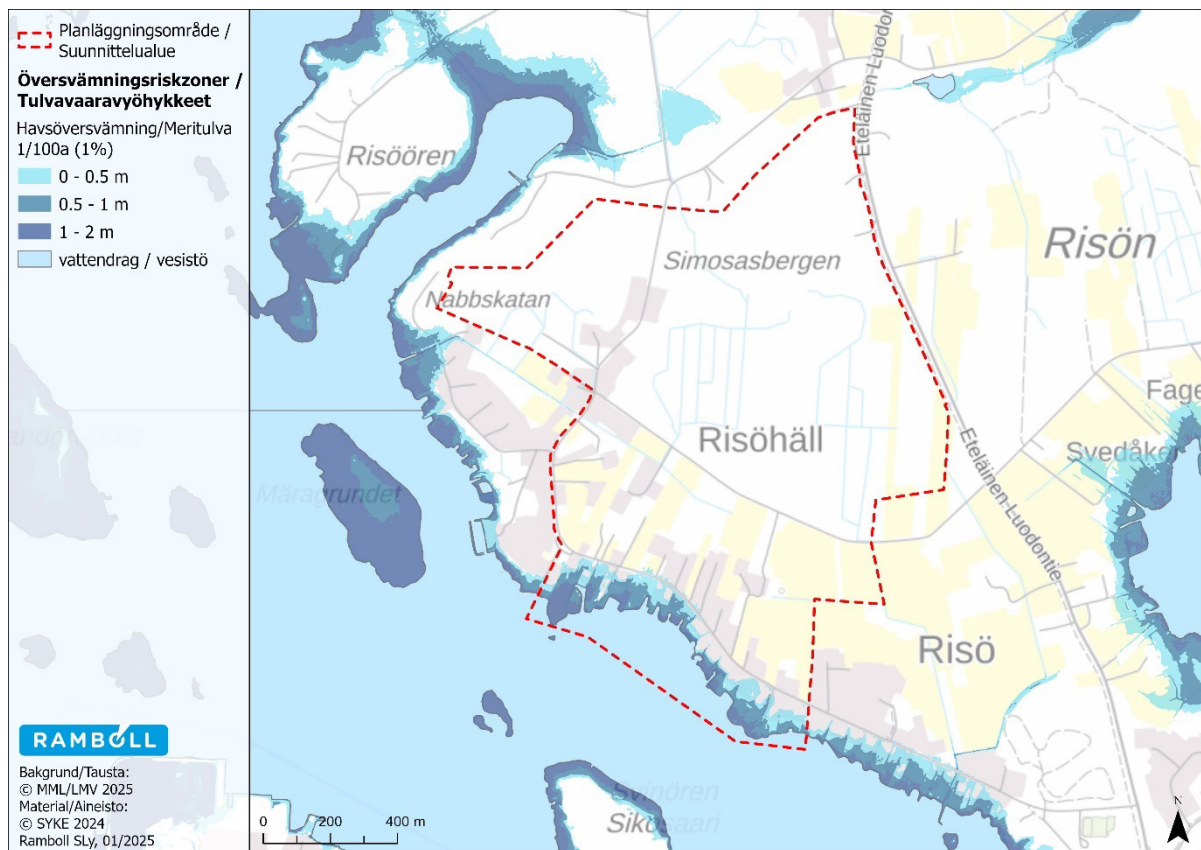 Planläggningsområde /
Suunnittelualue
Översvämningsriskzoner /
Tulvavaaravyöhykkeet
Havsöversvämning/Meritulva
1/100a (1%)
0 - 0.5 m
0.5 - 1 m
1 - 2 m
vattendrag / vesistö
RAMBOLL
Bakgrund/Tausta:
© MML/LMV 2025
Material/Aineisto:
© SYKE 2024
Ramboll SLy, 01/2025
Risöören
Eteläinen-Luodon
Simosasbergen
Risön
Nabbskatan
Fage
Risöhäll
Svedåker
Eteläinen-Luodontie
Märagrundet
Risö
Svinören
Sikosaari
0 200 400 m
N